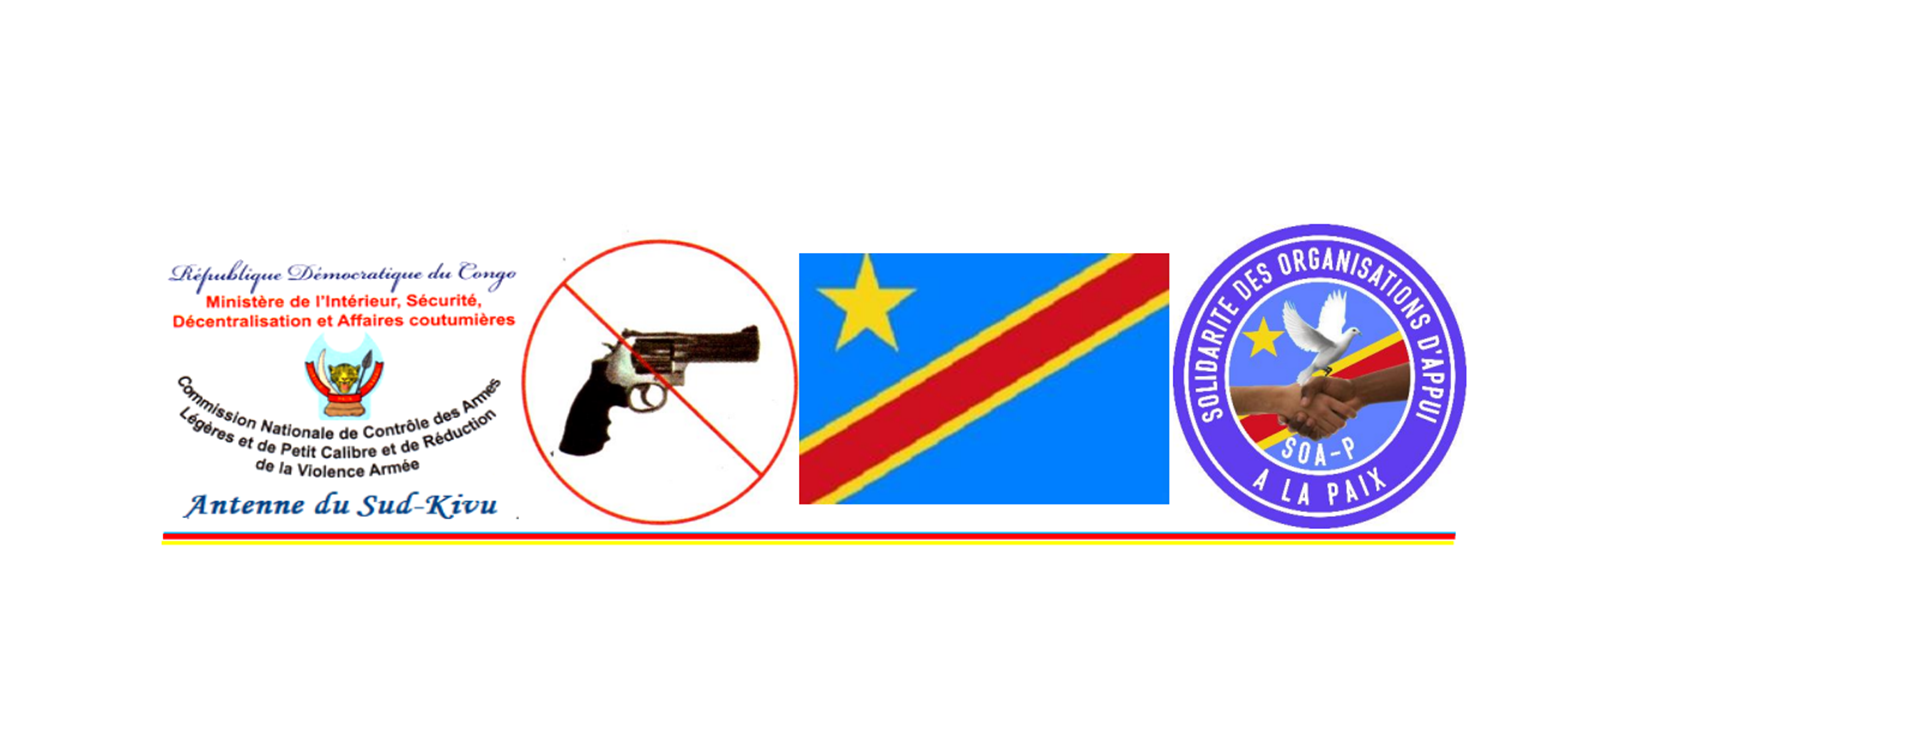 République Démocratique du Congo
Ministère de l'Intérieur, Sécurité,
Décentralisation et Affaires coutumières
Commission Nationale de Contrôle des Armes
Légères et de Petit Calibre et de Réduction
de la Violence Armée
Antenne du Sud-Kivu
SOLIDARITE DES ORGANISATIONS D'APPUI
SOA-P
A LA PAIX